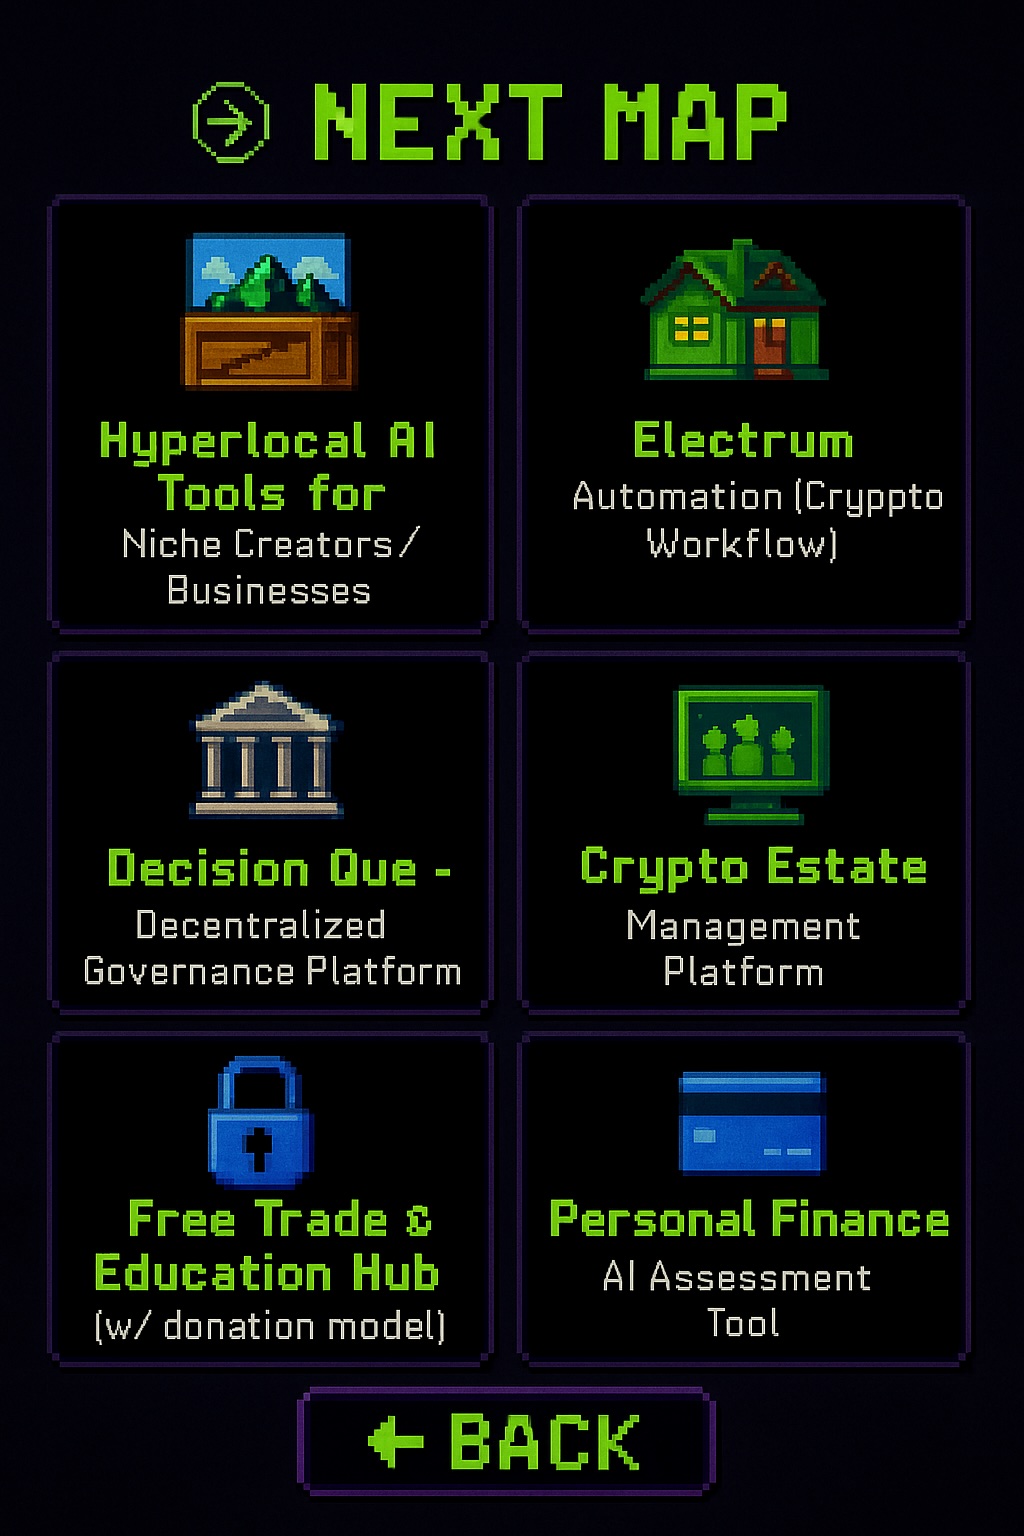 NEXT MAP
Hyperlocal AI
Tools for
Niche Creators /
Businesses
Electrum
Automation (Cryppto
Workflow)
Decision Que -
Decentralized
Governance Platform
Crypto Estate
Management
Platform
Free Trade &
Education Hub
(w/ donation model)
Personal Finance
AI Assessment
Tool
BACK